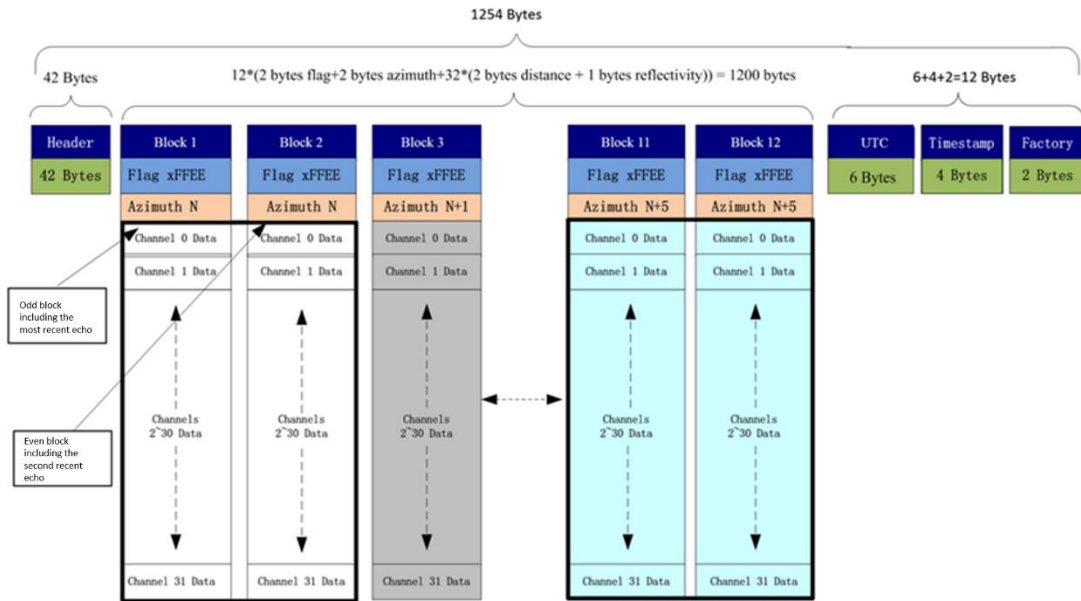 1254 Bytes
42 Bytes
12*(2 bytes flag+2 bytes azimuth+32*(2 bytes distance + 1 bytes reflectivity)) = 1200 bytes
6+4+2=12 Bytes
Header
Block 1
Block 2
Block 3
Block 11
Block 12
UTC
Timestamp
Factory
42 Bytes
Flag xFFEE
Flag xFFEE
Flag xFFEE
Flag xFFEE
Flag xFFEE
6 Bytes
4 Bytes
2 Bytes
Azimuth N
Azimuth N
Azimuth N+1
Azimuth N+5
Azimuth N+5
Channel 0 Data
Channel 0 Data
Channel 0 Data
Channel 0 Data
Channel 0 Data
Channel 1 Data
Channel 1 Data
Channel 1 Data
Channel 1 Data
Channel 1 Data
Odd block
including the
most recent echo
Channels
2~30 Data
Channels
2~30 Data
Channels
2~30 Data
Channels
2~30 Data
Channels
2~30 Data
Even block
including the
second recent
echo
Channel 31 Data
Channel 31 Data
Channel 31 Data
Channel 31 Data
Channel 31 Data